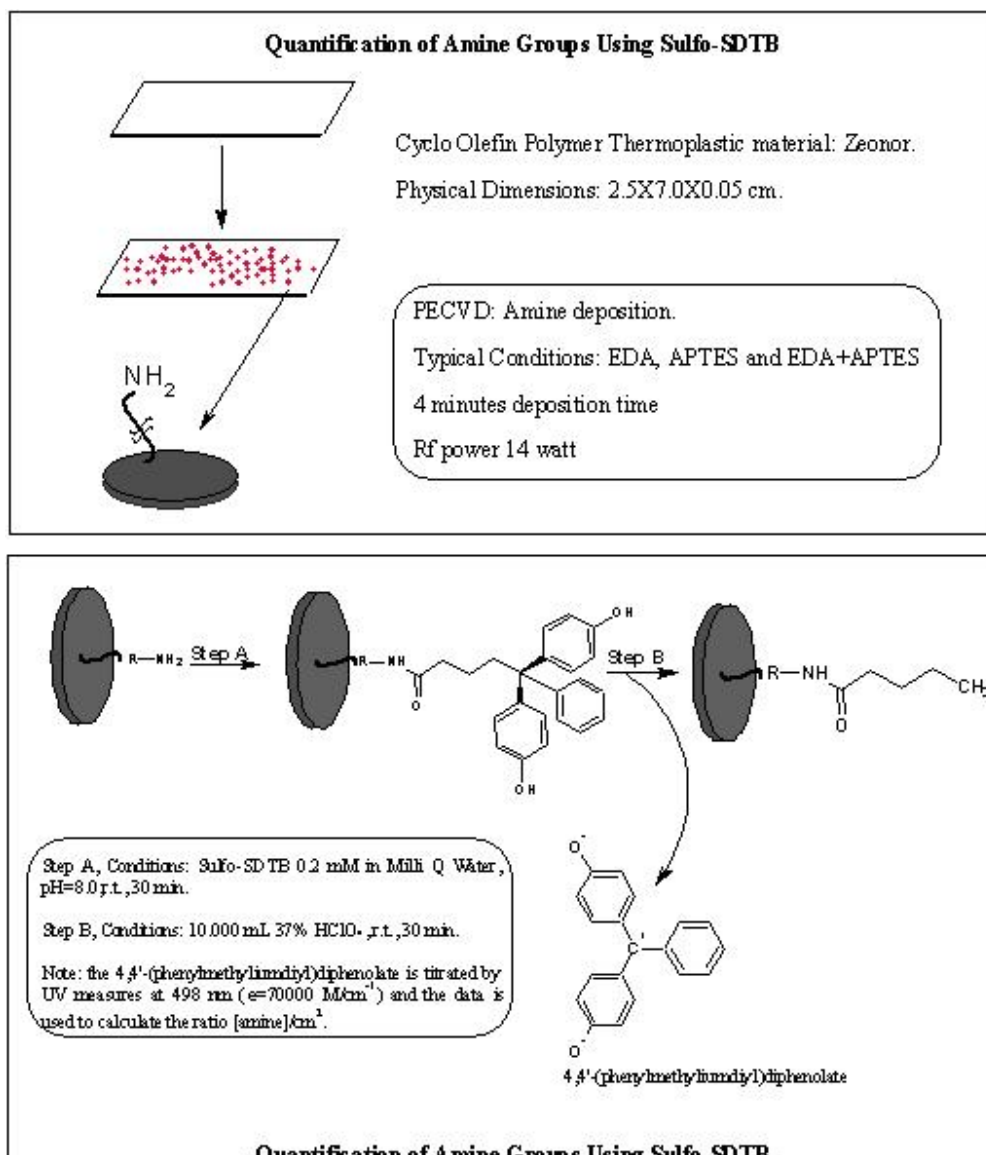 Quantification of Amine Groups Using Sulfo-SDTB
Cyclo Olefin Polymer Thermoplastic material: Zeonor.
Physical Dimensions: 2.5X7.0X0.05 cm.
PECVD: Amine deposition.
Typical Conditions: EDA, APTES and EDA+APTES
4 minutes deposition time
Rf power 14 watt
NH2
R—NH2
Step A
R—NH
O
OH
OH
Step B
R—NH
O
CH3
Step A, Conditions: Sulfo-SDTB 0.2 mM in Milli Q Water,
pH=8.0,r.t.,30 min.
Step B, Conditions: 10.000 mL 37% ,r.t.,30 min.
Note: the 4,4'-(phenylmethyliumdiyl)diphenolate is titrated by
UV measures at 498 nm (e=70000 M/cm-1) and the data is
used to calculate the ratio [amine]/cm2.
O-
C+
O-
4,4'-(phenylmethyliumdiyl)diphenolate
Quantification of Amine Groups Using Sulfo-SDTB